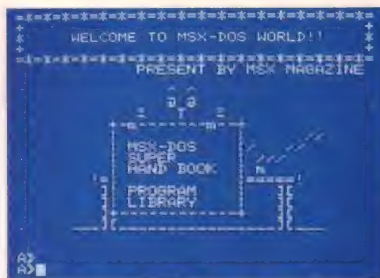 WELCOME TO MSX-DOS WORLD!!
PRESENT BY MSX MAGAZINE
MSX-DOS
SUPER
HAND BOOK
PROGRAM
LIBRARY
A>
A>